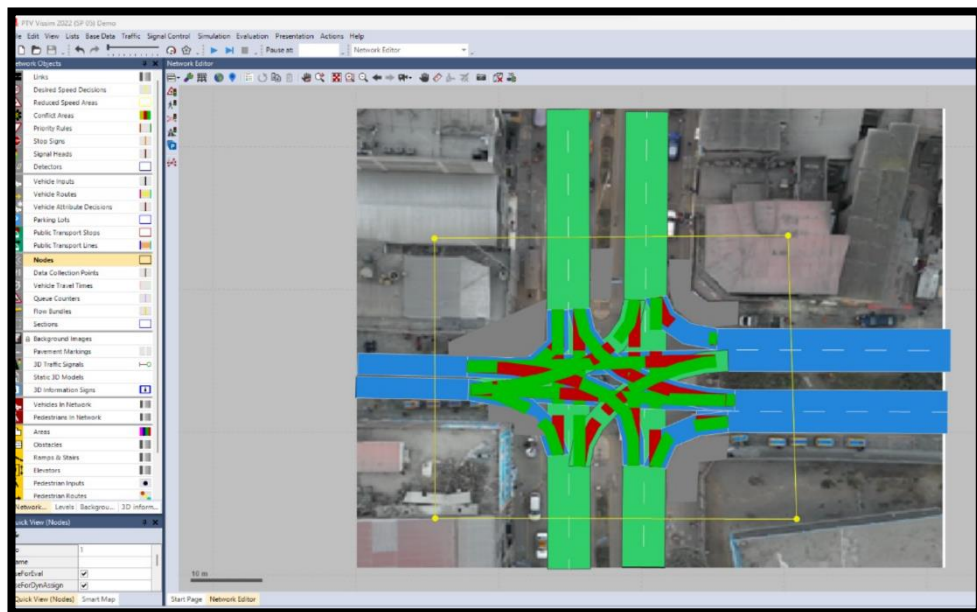 PTV Vissim 2022 (SP 05) Demo
Edit View Lists Base Data Traffic Signal Control Simulation Evaluation Presentation Actions Help
Pause at: Network Editor
Network Objects
Network Editor
Links
Desired Speed Decisions
Reduced Speed Areas
Conflict Areas
Priority Rules
Stop Signs
Signal Heads
Detectors
Vehicle Inputs
Vehicle Routes
Vehicle Attribute Decisions
Parking Lots
Public Transport Stops
Public Transport Lines
Nodes
Data Collection Points
Vehicle Travel Times
Queue Counters
Flow Bundles
Sections
Background Images
Pavement Markings
3D Traffic Signals
Static 3D Models
3D Information Signs
Vehicles In Network
Pedestrians In Network
Areas
Obstacles
Ramps & Stairs
Elevators
Pedestrian Inputs
Pedestrian Routes
Network... Levels Backgrou... 3D Inform...
Quick View (Nodes)
1
10 m
Quick View (Nodes) Smart Map
Start Page Network Editor